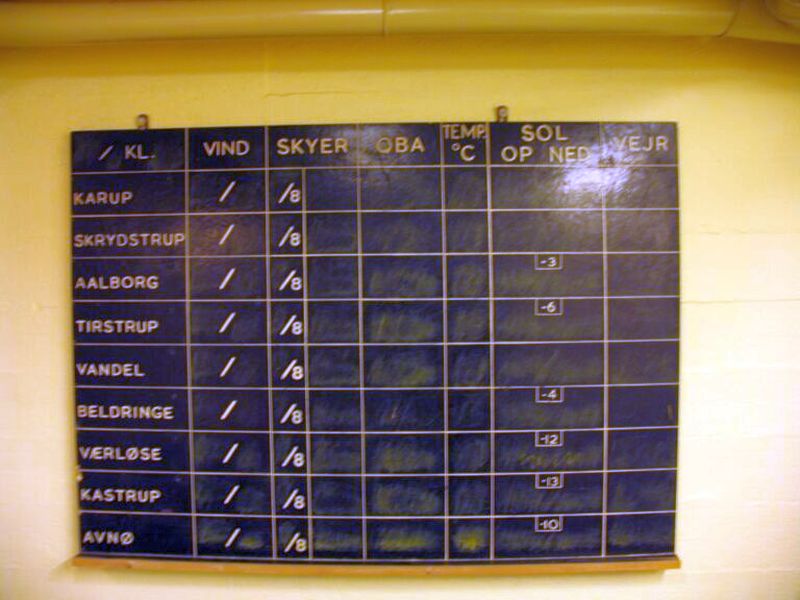 / KL. VIND SKYER OBA TEMP. °C SOL OP NED VEJR
KARUP / /8
SKRYDSTRUP / /8
AALBORG / /8 -3
TIRSTRUP / /8 -6
VANDEL / /8
BELDRINGE / /8 -4
VÆRLØSE / /8 -12
KASTRUP / /8 -13
AVNØ / /8 -10